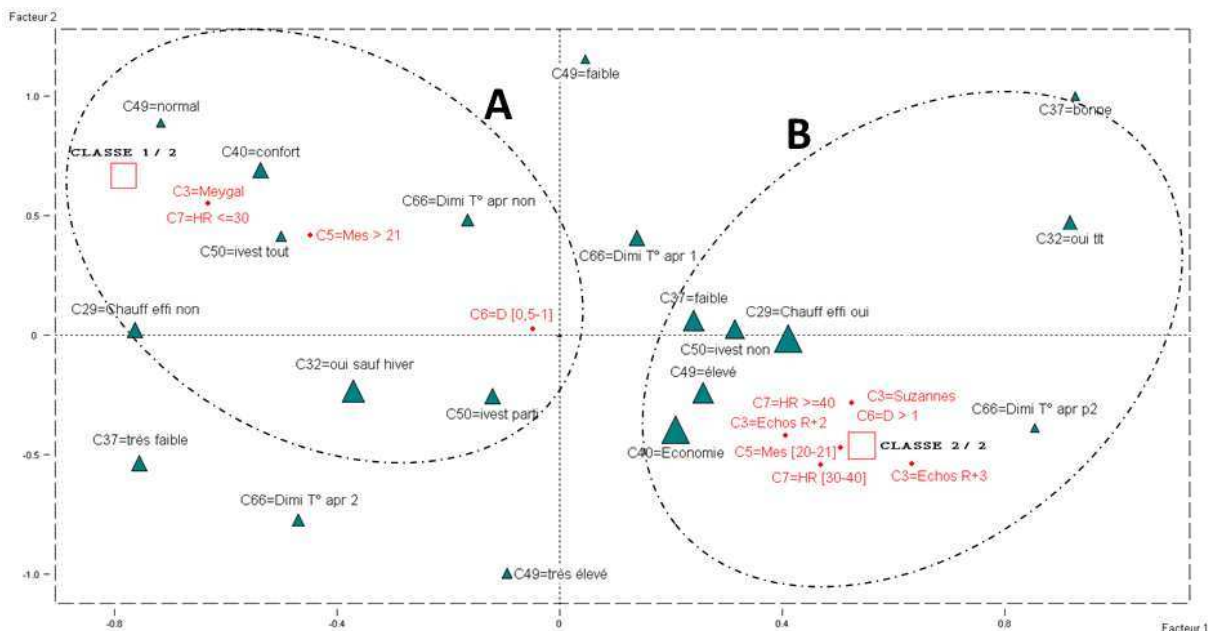 Facteur 2
C49=faible
A
1.0
C49=normal
C37=bonne
B
CLASSE 1 / 2
C40=confort
C3=Meygal
C66=Dimi T° apr non
0.5
C7=HR <=30
C5=Mes > 21
C50=ivest tout
C66=Dimi T° apr 1
C32=oui tlt
C37=faible
C29=Chauff effi non
C6=D [0,5-1]
C29=Chauff effi oui
0
C50=ivest non
C32=oui sauf hiver
C49=élevé
C50=ivest part
C7=HR >=40
C3=Suzannes
C3=Echos R+2
C6=D > 1
C66=Dimi T° apr p2
C37=trés faible
C40=Economie
C5=Mes [20-21]
CLASSE 2 / 2
-0.5
C7=HR [30-40]
C3=Echos R+3
C66=Dimi T° apr 2
-1.0
C49=trés élevé
-0.8
-0.4
0
0.4
0.8
Facteur 1